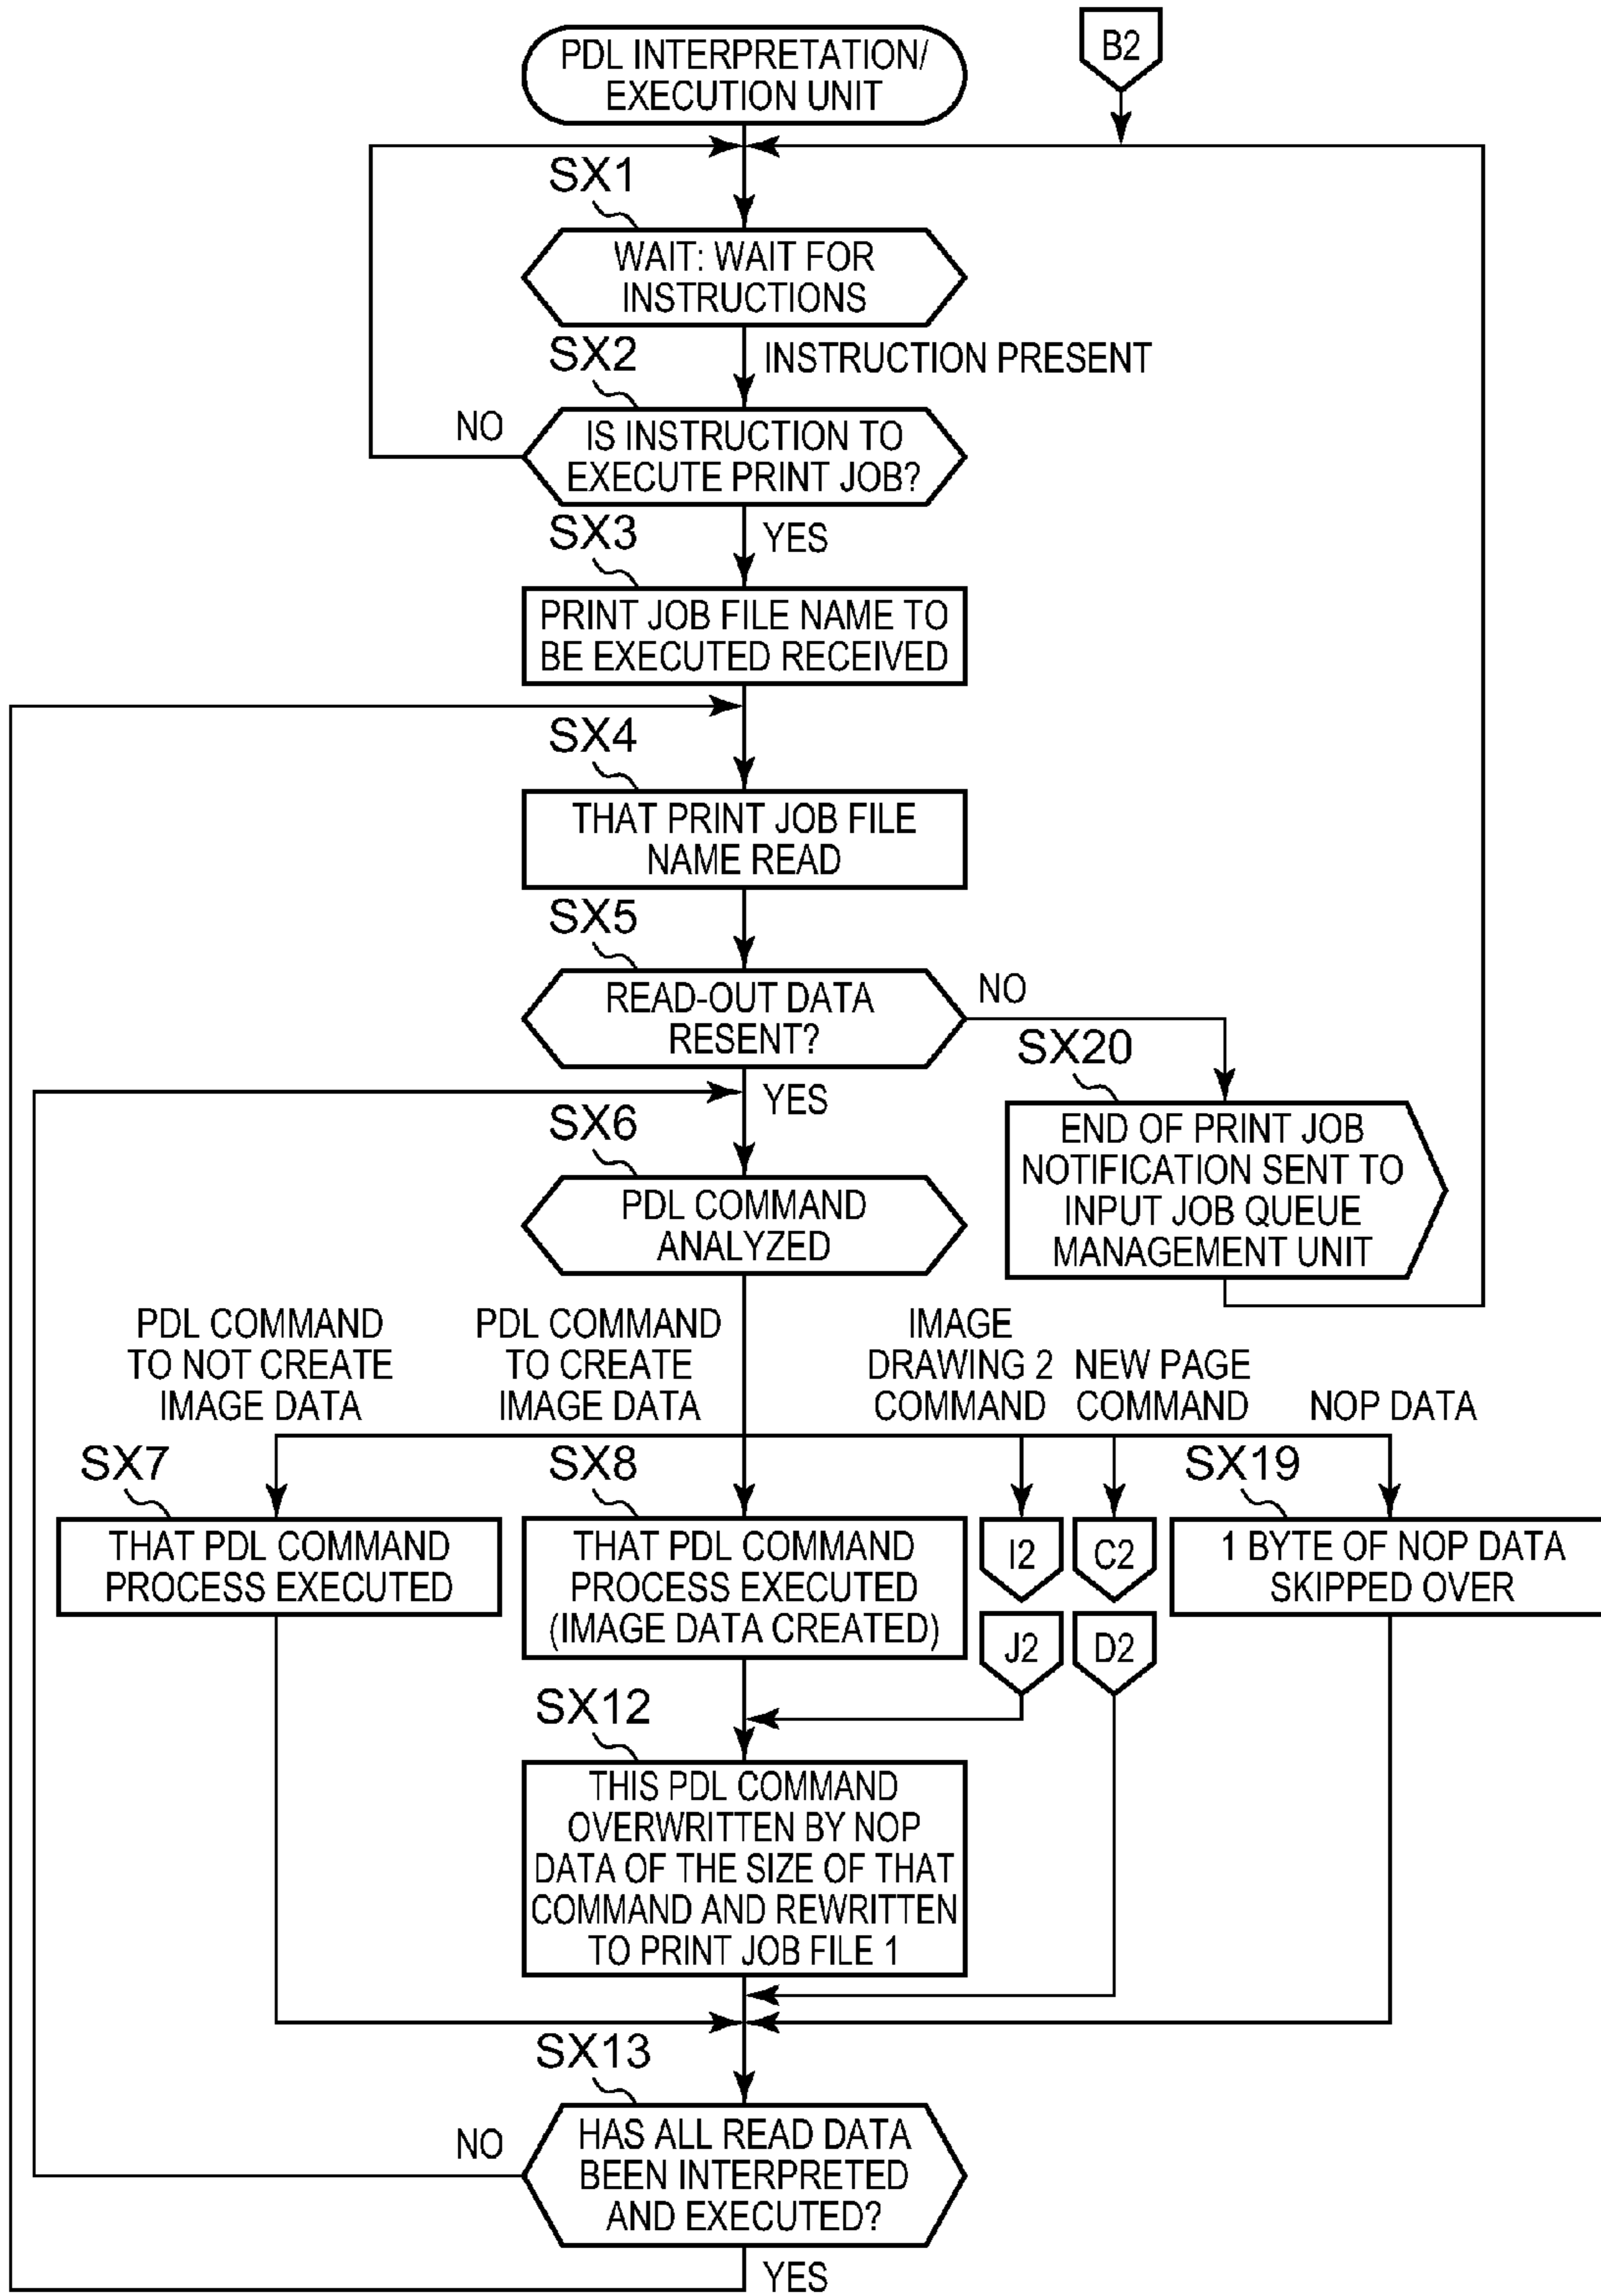 PDL INTERPRETATION/
EXECUTION UNIT
B2
SX1
WAIT: WAIT FOR
INSTRUCTIONS
SX2
INSTRUCTION PRESENT
NO
IS INSTRUCTION TO
EXECUTE PRINT JOB?
SX3
YES
PRINT JOB FILE NAME TO
BE EXECUTED RECEIVED
SX4
THAT PRINT JOB FILE
NAME READ
SX5
READ-OUT DATA
RESENT?
NO
SX20
YES
SX6
END OF PRINT JOB
NOTIFICATION SENT TO
INPUT JOB QUEUE
MANAGEMENT UNIT
PDL COMMAND
ANALYZED
PDL COMMAND
TO NOT CREATE
IMAGE DATA
PDL COMMAND
TO CREATE
IMAGE DATA
IMAGE
DRAWING 2
COMMAND
NEW PAGE
COMMAND
NOP DATA
SX7
SX8
SX19
THAT PDL COMMAND
PROCESS EXECUTED
THAT PDL COMMAND
PROCESS EXECUTED
(IMAGE DATA CREATED)
I2
C2
1 BYTE OF NOP DATA
SKIPPED OVER
J2
D2
SX12
THIS PDL COMMAND
OVERWRITTEN BY NOP
DATA OF THE SIZE OF THAT
COMMAND AND REWRITTEN
TO PRINT JOB FILE 1
SX13
NO
HAS ALL READ DATA
BEEN INTERPRETED
AND EXECUTED?
YES